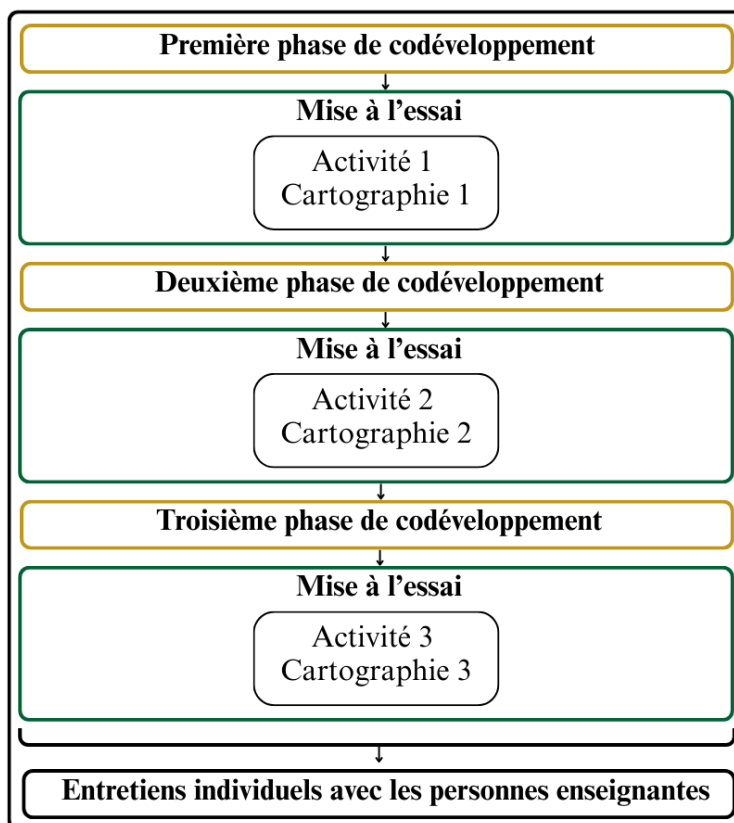 Première phase de codéveloppement
Mise à l'essai
Activité 1
Cartographie 1
Deuxième phase de codéveloppement
Mise à l'essai
Activité 2
Cartographie 2
Troisième phase de codéveloppement
Mise à l'essai
Activité 3
Cartographie 3
Entretiens individuels avec les personnes enseignantes